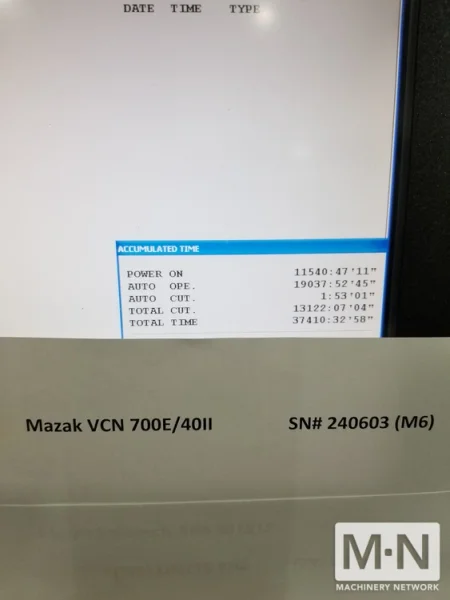 DATE TIME TYPE
ACCUMULATED TIME
POWER ON 11540:47'11"
AUTO OPE. 19037:52'45"
AUTO CUT. 1:53'01"
TOTAL CUT. 13122:07'04"
TOTAL TIME 37410:32'58"
Mazak VCN 700E/40II SN# 240603 (M6)
M·N
MACHINERY NETWORK